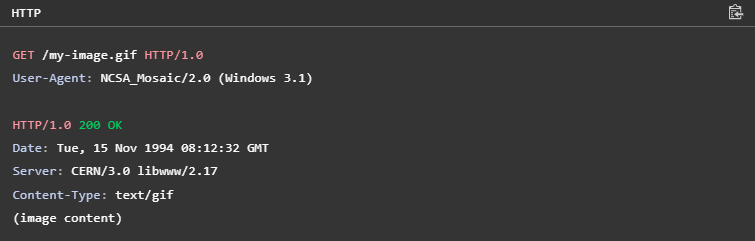 HTTP
GET /my-image.gif HTTP/1.0
User-Agent: NCSA_Mosaic/2.0 (Windows 3.1)
HTTP/1.0 200 OK
Date: Tue, 15 Nov 1994 08:12:32 GMT
Server: CERN/3.0 libwww/2.17
Content-Type: text/gif
(image content)